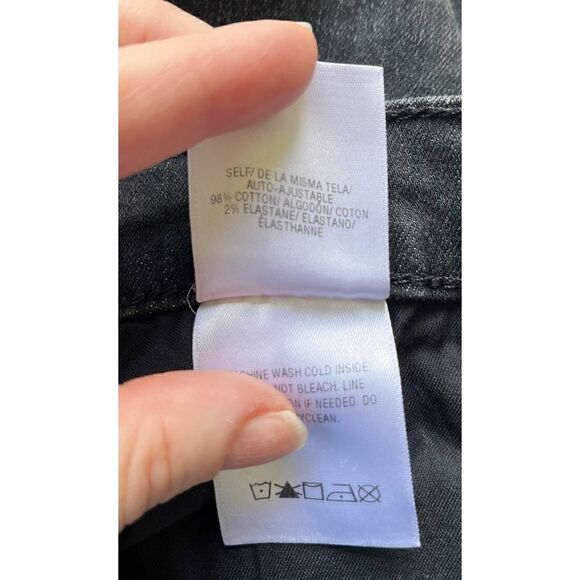 SELF/ DE LA MISMA TELA/
AUTO-AJUSTABLE
98% COTTON/ ALGODÓN/ COTON
2% ELASTANE/ ELASTANO/
ÉLASTHANNE
WASH COLD INSIDE
NOT BLEACH. LINE
IF NEEDED. DO